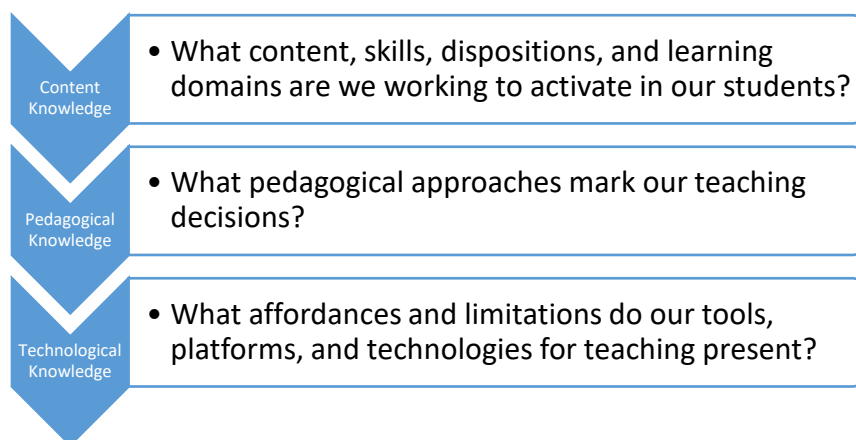 Content
Knowledge
• What content, skills, dispositions, and learning
domains are we working to activate in our students?
Pedagogical
Knowledge
• What pedagogical approaches mark our teaching
decisions?
Technological
Knowledge
• What affordances and limitations do our tools,
platforms, and technologies for teaching present?